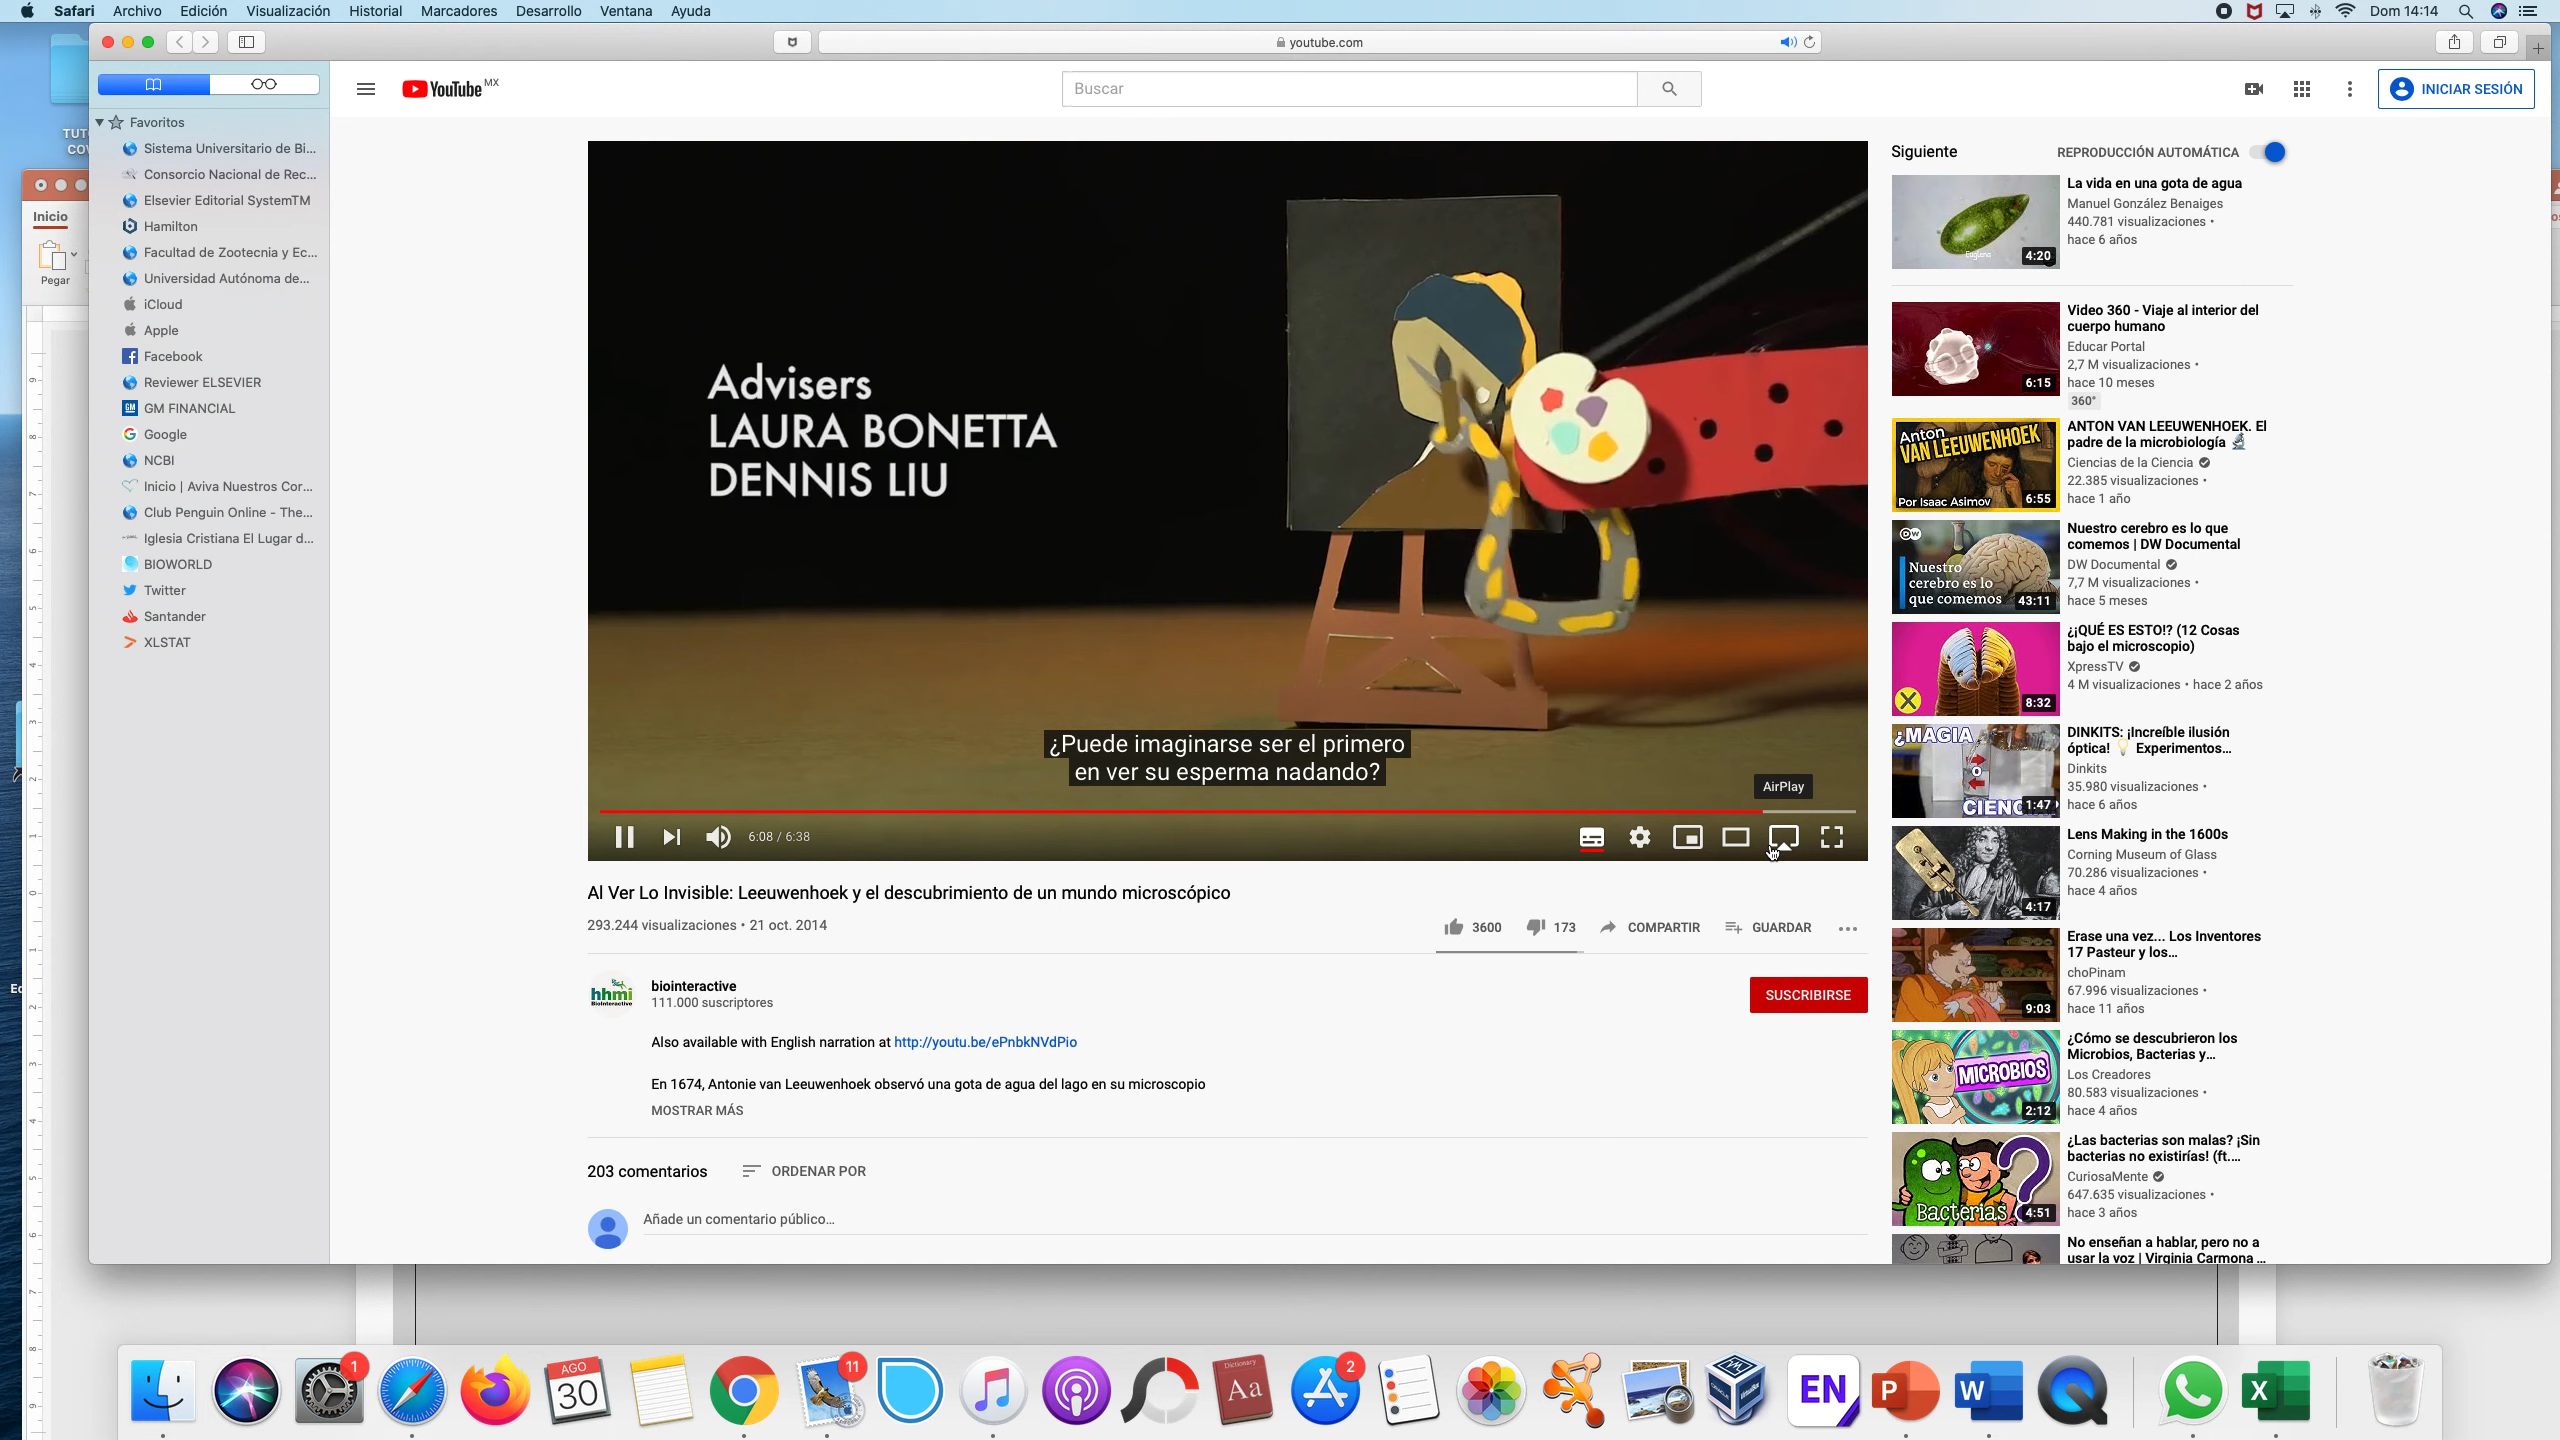 Safari Archivo Edición Visualización Historial Marcadores Desarrollo Ventana Ayuda
Dom 14:14
youtube.com
Inicio
Pegar
Favoritos
Sistema Universitario de Bi...
Consorcio Nacional de Rec...
Elsevier Editorial SystemTM
Hamilton
Facultad de Zootecnia y Ec...
Universidad Autónoma de...
iCloud
Apple
Facebook
Reviewer ELSEVIER
GM FINANCIAL
Google
NCBI
Inicio | Aviva Nuestros Cor...
Club Penguin Online - The...
Iglesia Cristiana El Lugar d...
BIOWORLD
Twitter
Santander
XLSTAT
YouTube MX
Buscar
INICIAR SESIÓN
Advisers
LAURA BONETTA
DENNIS LIU
¿Puede imaginarse ser el primero
en ver su esperma nadando?
AirPlay
6:08 / 6:38
Al Ver Lo Invisible: Leeuwenhoek y el descubrimiento de un mundo microscópico
293.244 visualizaciones • 21 oct. 2014
3600 173 COMPARTIR GUARDAR
hhmi
BioInteractive
biointeractive
111.000 suscriptores
SUSCRIBIRSE
Also available with English narration at http://youtu.be/ePnbkNVdPio
En 1674, Antonie van Leeuwenhoek observó una gota de agua del lago en su microscopio
MOSTRAR MÁS
203 comentarios ORDENAR POR
Añade un comentario público...
Siguiente REPRODUCCIÓN AUTOMÁTICA
Euglena
4:20
La vida en una gota de agua
Manuel González Benaiges
440.781 visualizaciones •
hace 6 años
6:15
Video 360 - Viaje al interior del
cuerpo humano
Educar Portal
2,7 M visualizaciones •
hace 10 meses
360°
Anton
VAN LEEUWENHOEK
Por Isaac Asimov
6:55
ANTON VAN LEEUWENHOEK. El
padre de la microbiología
Ciencias de la Ciencia
22.385 visualizaciones •
hace 1 año
DW
Nuestro
cerebro es lo
que comemos
43:11
Nuestro cerebro es lo que
comemos | DW Documental
DW Documental
7,7 M visualizaciones •
hace 5 meses
8:32
¿¡QUÉ ES ESTO!? (12 Cosas
bajo el microscopio)
XpressTV
4 M visualizaciones • hace 2 años
¿MAGIA
O
CIENC
1:47
DINKITS: ¡Increíble ilusión
óptica! Experimentos...
Dinkits
35.980 visualizaciones •
hace 6 años
4:17
Lens Making in the 1600s
Corning Museum of Glass
70.286 visualizaciones •
hace 4 años
9:03
Erase una vez... Los Inventores
17 Pasteur y los...
choPinam
67.996 visualizaciones •
hace 11 años
MICROBIOS
2:12
¿Cómo se descubrieron los
Microbios, Bacterias y...
Los Creadores
80.583 visualizaciones •
hace 4 años
Bacterias
4:51
¿Las bacterias son malas? ¡Sin
bacterias no existirías! (ft....
CuriosaMente
647.635 visualizaciones •
hace 3 años
No enseñan a hablar, pero no a
usar la voz | Virginia Carmona ...
1
AGO
30
11
Dictionary
Aa
2
EN
P
W
X